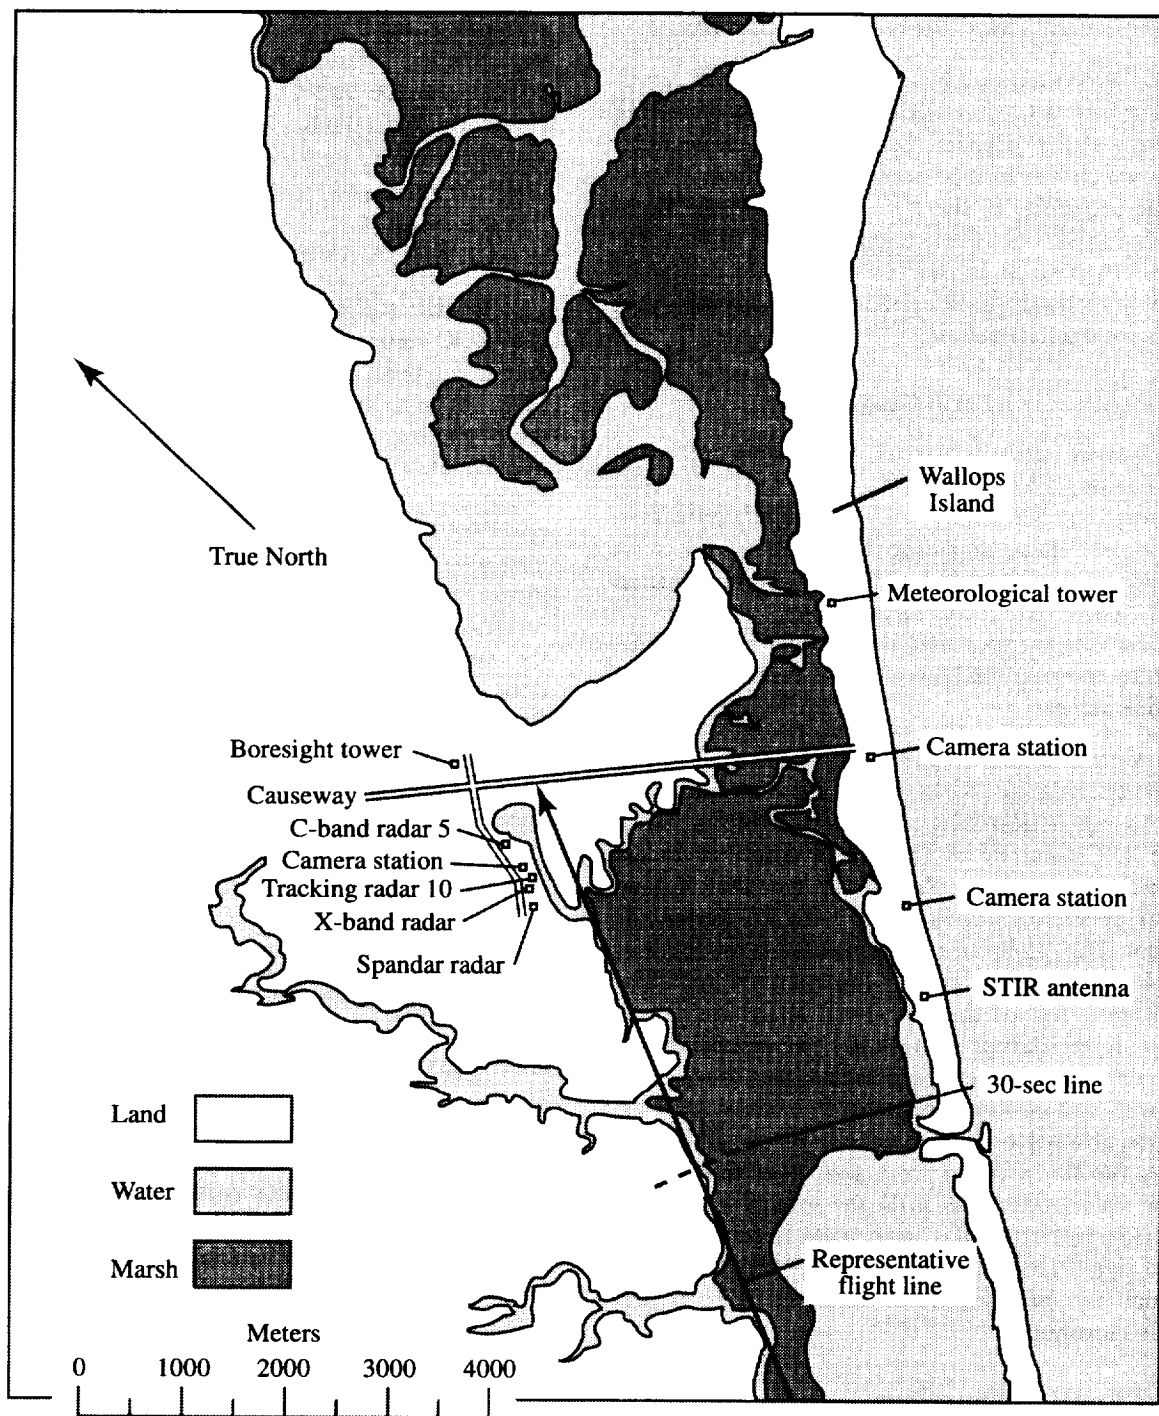 Wallops
Island
True North
Meteorological tower
Boresight tower
Camera station
Causeway
C-band radar 5
Camera station
Tracking radar 10
X-band radar
Camera station
Spandar radar
STIR antenna
30-sec line
Land
Water
Marsh
Representative
flight line
Meters
0 1000 2000 3000 4000